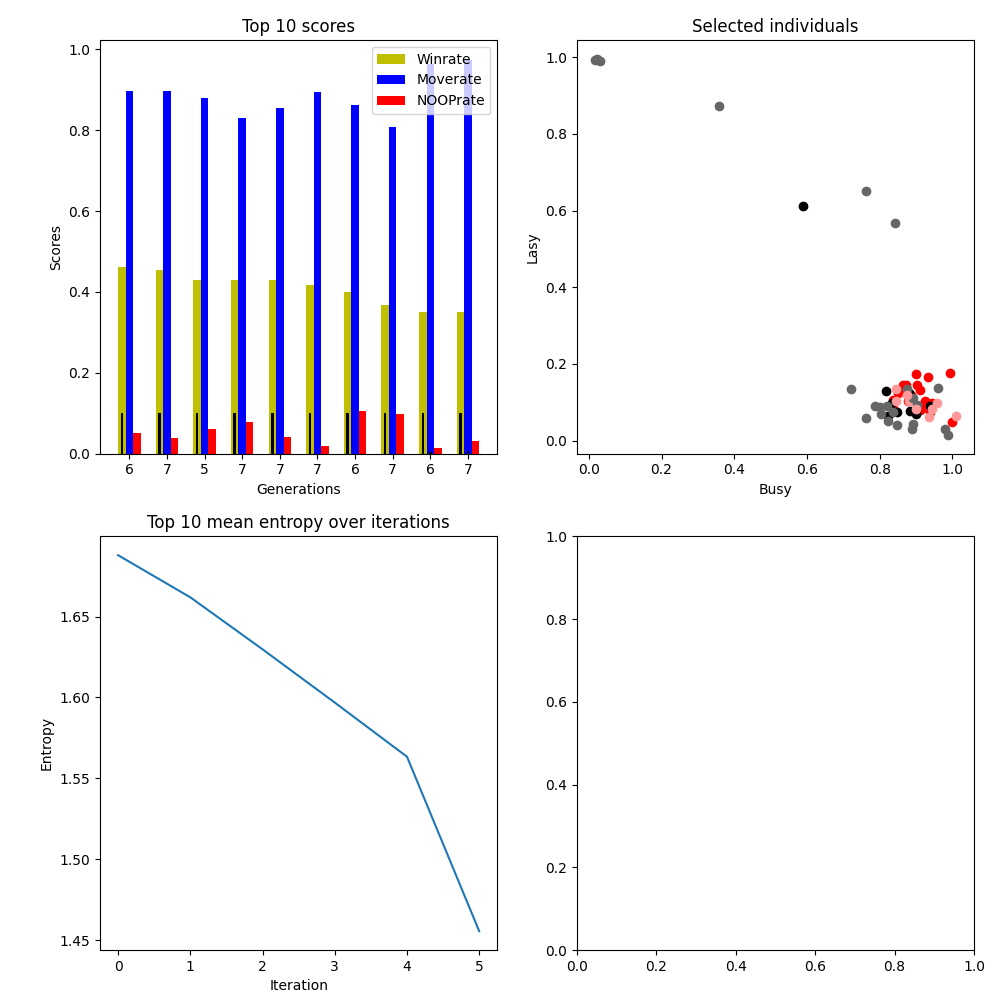 Top 10 scores
Winrate
Moverate
NOOPrate
1.0
0.8
0.6
0.4
0.2
0.0
Scores
6 7 5 7 7 7 6 7 6 7
Generations
Selected individuals
1.0
0.8
0.6
0.4
0.2
0.0
Lasy
0.0 0.2 0.4 0.6 0.8 1.0
Busy
Top 10 mean entropy over iterations
1.65
1.60
1.55
1.50
1.45
Entropy
0 1 2 3 4 5
Iteration
1.0
0.8
0.6
0.4
0.2
0.0
0.0 0.2 0.4 0.6 0.8 1.0